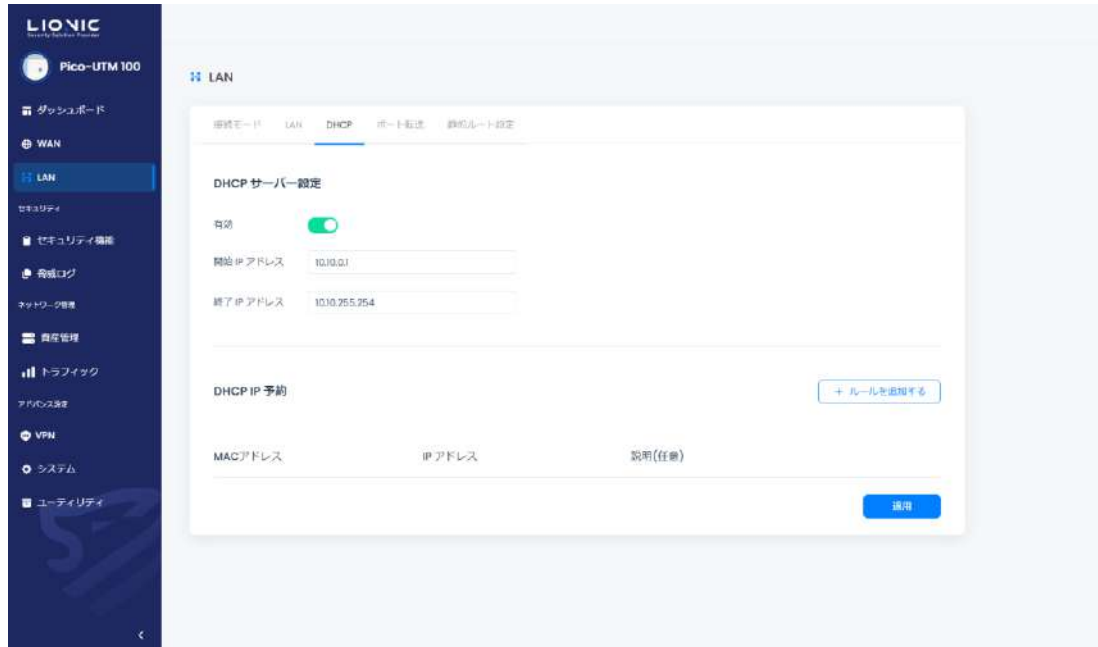 LIONIC
Security Solution Provider
Pico-UTM 100
ダッシュボード
WAN
LAN
セキュリティ
セキュリティ機能
脅威ログ
ネットワーク管理
資産管理
トラフィック
アドバンス設定
VPN
システム
ユーティリティ
LAN
接続モード LAN DHCP ポート転送 静的ルート設定
DHCP サーバー設定
有効
開始 IP アドレス 10.10.0.1
終了 IP アドレス 10.10.255.254
DHCP IP 予約
+ ルールを追加する
MACアドレス IP アドレス 説明(任意)
適用